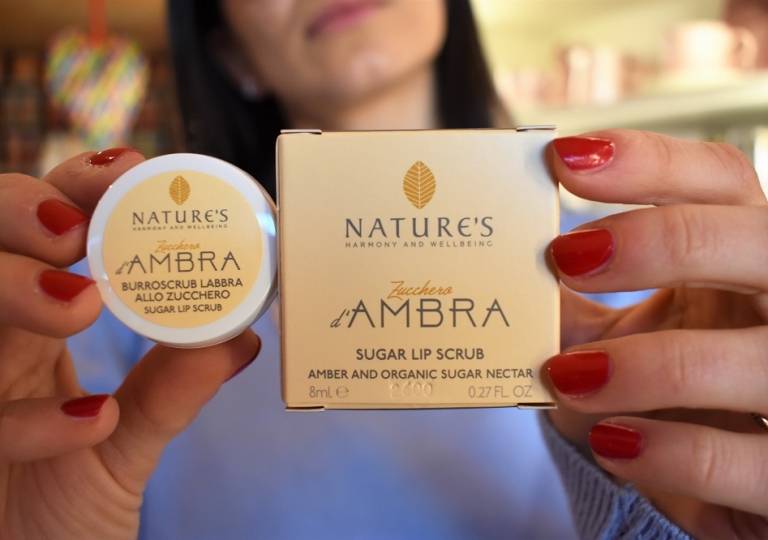 NATURE'S
HARMONY AND WELLBEING
Zucchero
d'AMBRA
BURROSCRUB LABBRA
ALLO ZUCCHERO
SUGAR LIP SCRUB
NATURE'S
HARMONY AND WELLBEING
Zucchero
d'AMBRA
SUGAR LIP SCRUB
AMBER AND ORGANIC SUGAR NECTAR
8ml ℮ 0.27 FL. OZ